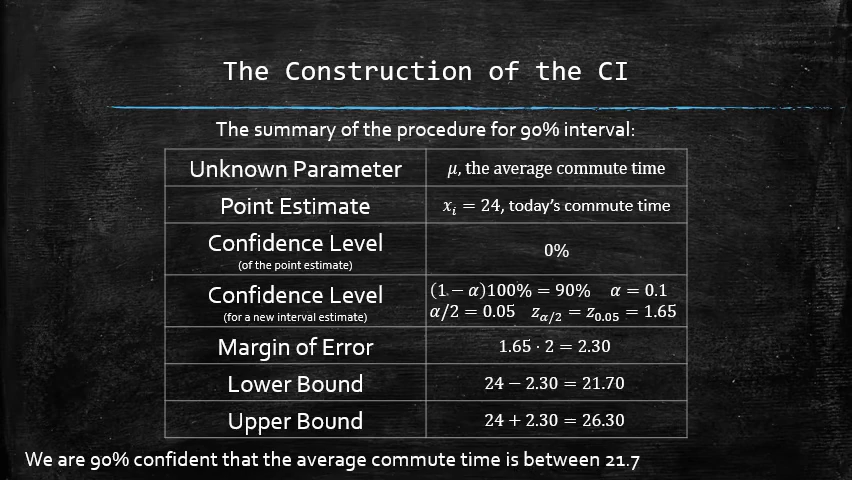 The Construction of the CI
The summary of the procedure for 90% interval:
Unknown Parameter
μ, the average commute time
Point Estimate
xᵢ = 24, today's commute time
Confidence Level
(of the point estimate)
0%
Confidence Level
(for a new interval estimate)
(1 − α)100% = 90% α = 0.1
α/2 = 0.05 z_{α/2} = z_{0.05} = 1.65
Margin of Error
1.65 · 2 = 2.30
Lower Bound
24 − 2.30 = 21.70
Upper Bound
24 + 2.30 = 26.30
We are 90% confident that the average commute time is between 21.7